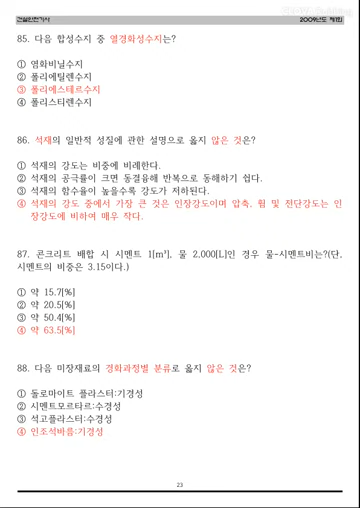 건설안전기사 2009년도 제1회
85. 다음 합성수지 중 열경화성수지는?
① 염화비닐수지
② 폴리에틸렌수지
③ 폴리에스테르수지
④ 폴리스티렌수지
86. 석재의 일반적 성질에 관한 설명으로 옳지 않은 것은?
① 석재의 강도는 비중에 비례한다.
② 석재의 공극률이 크면 동결융해 반복으로 동해하기 쉽다.
③ 석재의 함수율이 높을수록 강도가 저하된다.
④ 석재의 강도 중에서 가장 큰 것은 인장강도이며 압축, 휨 및 전단강도는 인
장강도에 비하여 매우 작다.
87. 콘크리트 배합 시 시멘트 1[m³], 물 2,000[L]인 경우 물-시멘트비는?(단,
시멘트의 비중은 3.15이다.)
① 약 15.7[%]
② 약 20.5[%]
③ 약 50.4[%]
④ 약 63.5[%]
88. 다음 미장재료의 경화과정별 분류로 옳지 않은 것은?
① 돌로마이트 플라스터:기경성
② 시멘트모르타르:수경성
③ 석고플라스터:수경성
④ 인조석바름:기경성
23